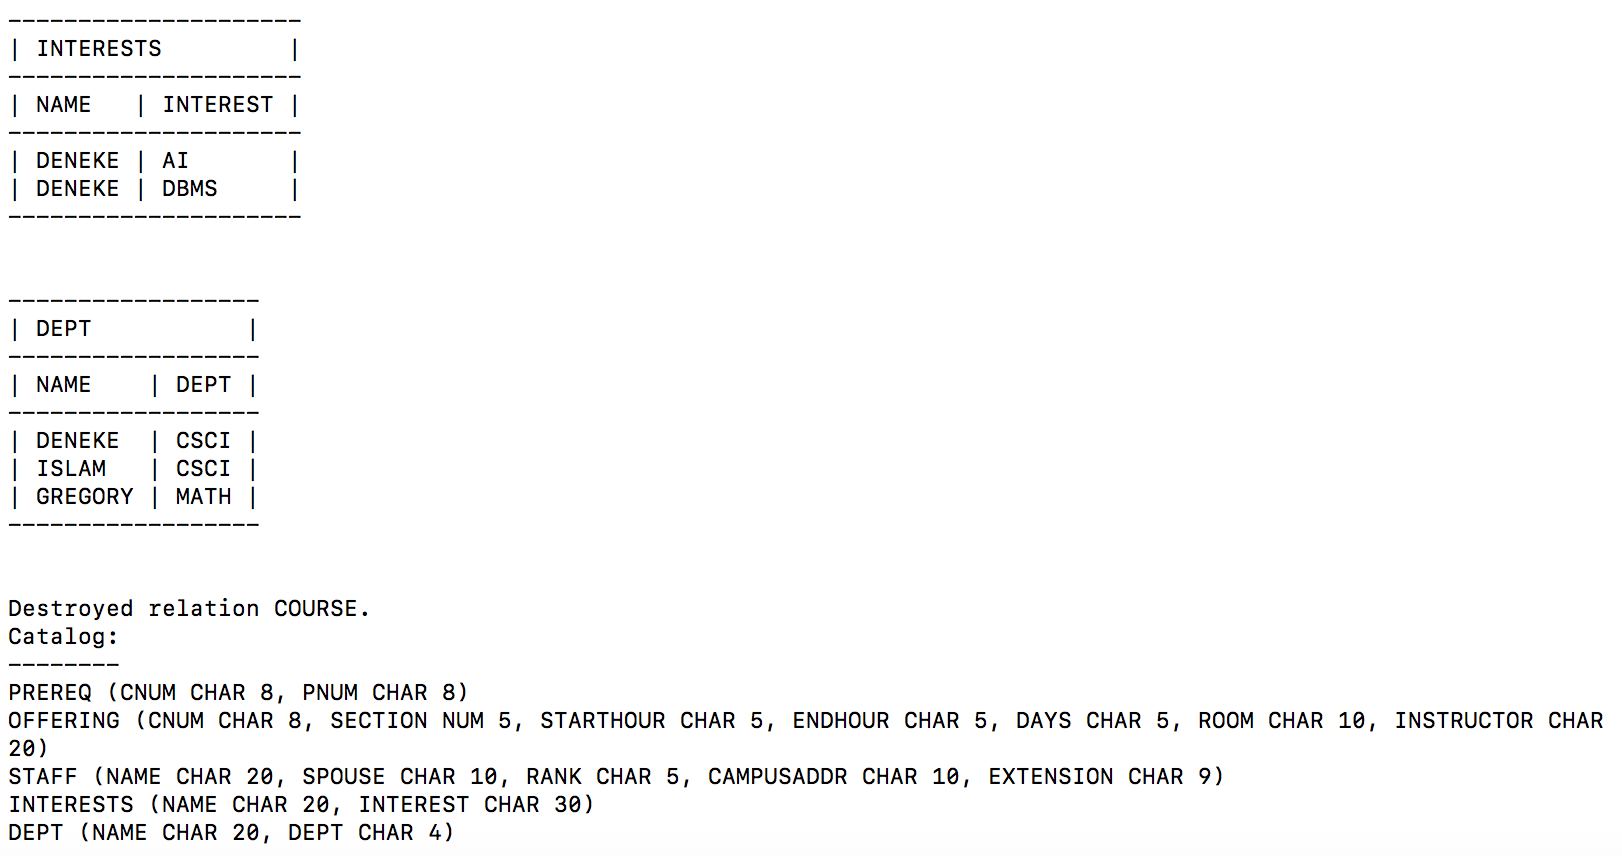 ---------------------
| INTERESTS         |
---------------------
| NAME   | INTEREST |
---------------------
| DENEKE | AI       |
| DENEKE | DBMS     |
---------------------
------------------
| DEPT           |
------------------
| NAME    | DEPT |
------------------
| DENEKE  | CSCI |
| ISLAM   | CSCI |
| GREGORY | MATH |
------------------
Destroyed relation COURSE.
Catalog:
--------
PREREQ (CNUM CHAR 8, PNUM CHAR 8)
OFFERING (CNUM CHAR 8, SECTION NUM 5, STARTHOUR CHAR 5, ENDHOUR CHAR 5, DAYS CHAR 5, ROOM CHAR 10, INSTRUCTOR CHAR
20)
STAFF (NAME CHAR 20, SPOUSE CHAR 10, RANK CHAR 5, CAMPUSADDR CHAR 10, EXTENSION CHAR 9)
INTERESTS (NAME CHAR 20, INTEREST CHAR 30)
DEPT (NAME CHAR 20, DEPT CHAR 4)